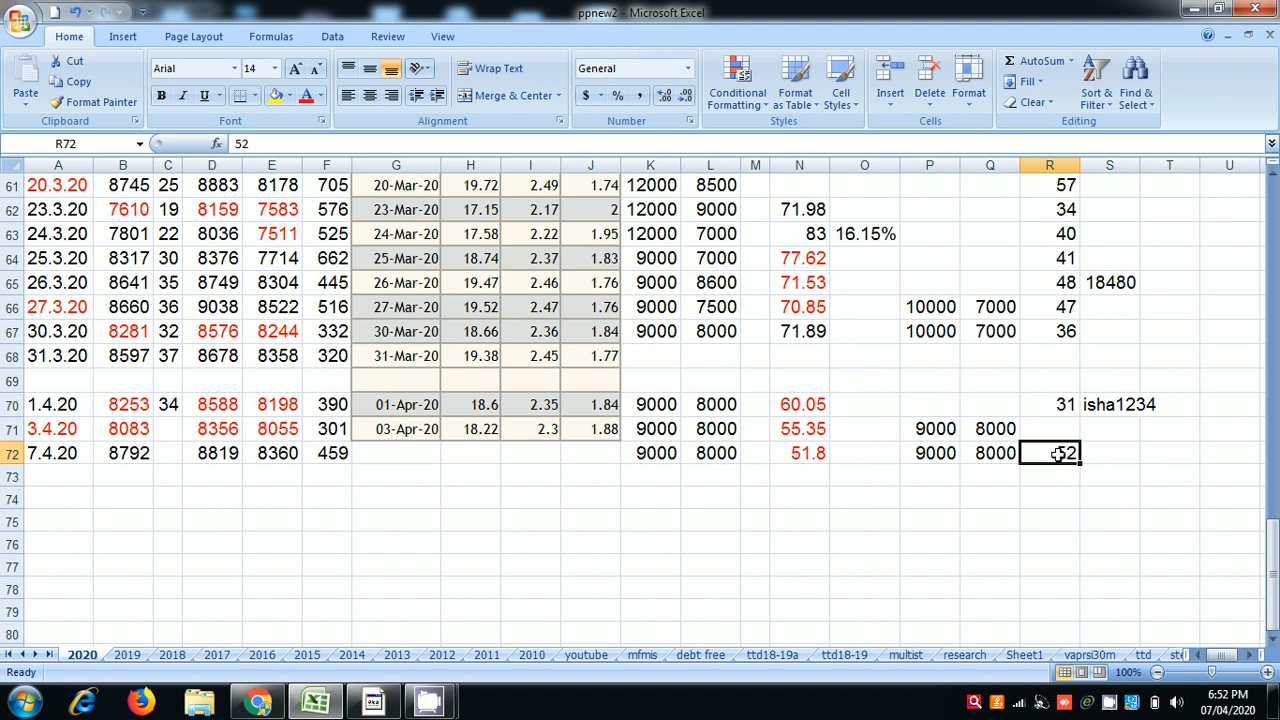 ppnew2 - Microsoft Excel
Home Insert Page Layout Formulas Data Review View
Paste Cut Copy Format Painter Clipboard
Arial 14 A A B I U A Font
Wrap Text Merge & Center Alignment
General $ % , Number
Conditional Formatting Format as Table Cell Styles Styles
Insert Delete Format Cells
Σ AutoSum Fill Clear Sort & Filter Find & Select Editing
R72 fx 52
A B C D E F G H I J K L M N O P Q R S T U
61 20.3.20 8745 25 8883 8178 705 20-Mar-20 19.72 2.49 1.74 12000 8500 57
62 23.3.20 7610 19 8159 7583 576 23-Mar-20 17.15 2.17 2 12000 9000 71.98 34
63 24.3.20 7801 22 8036 7511 525 24-Mar-20 17.58 2.22 1.95 12000 7000 83 16.15% 40
64 25.3.20 8317 30 8376 7714 662 25-Mar-20 18.74 2.37 1.83 9000 7000 77.62 41
65 26.3.20 8641 35 8749 8304 445 26-Mar-20 19.47 2.46 1.76 9000 8600 71.53 48 18480
66 27.3.20 8660 36 9038 8522 516 27-Mar-20 19.52 2.47 1.76 9000 7500 70.85 10000 7000 47
67 30.3.20 8281 32 8576 8244 332 30-Mar-20 18.66 2.36 1.84 9000 8000 71.89 10000 7000 36
68 31.3.20 8597 37 8678 8358 320 31-Mar-20 19.38 2.45 1.77
69
70 1.4.20 8253 34 8588 8198 390 01-Apr-20 18.6 2.35 1.84 9000 8000 60.05 31 isha1234
71 3.4.20 8083 8356 8055 301 03-Apr-20 18.22 2.3 1.88 9000 8000 55.35 9000 8000
72 7.4.20 8792 8819 8360 459 9000 8000 51.8 9000 8000 52
73
74
75
76
77
78
79
80
2020 2019 2018 2017 2016 2015 2014 2013 2012 2011 2010 youtube mfmis debt free ttd18-19a ttd18-19 multist research Sheet1 vaprsi30m ttd
Ready 100%
6:52 PM
07/04/2020